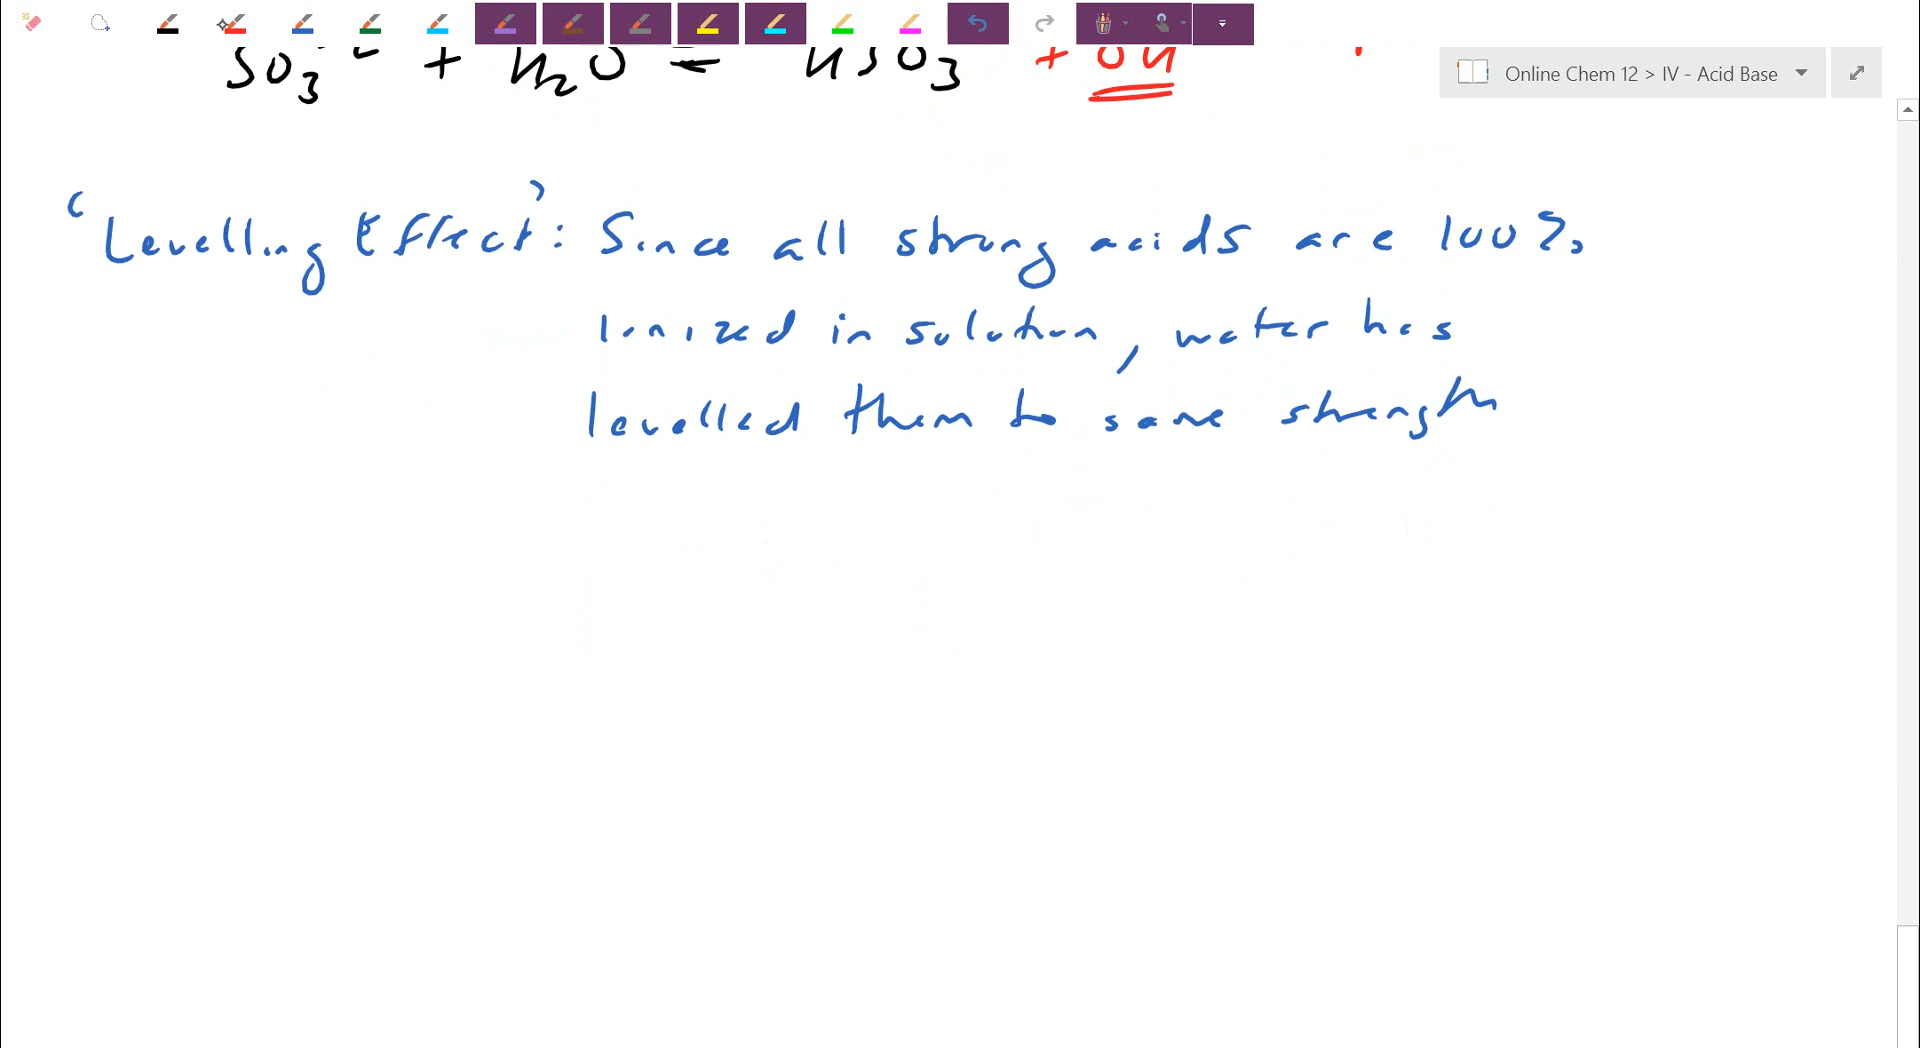 Online Chem 12 > IV - Acid Base
SO₃²⁻ + H₂O ⇌ HSO₃ + OH
"Levelling Effect": Since all strong acids are 100%
ionized in solution, water has
levelled them to same strength